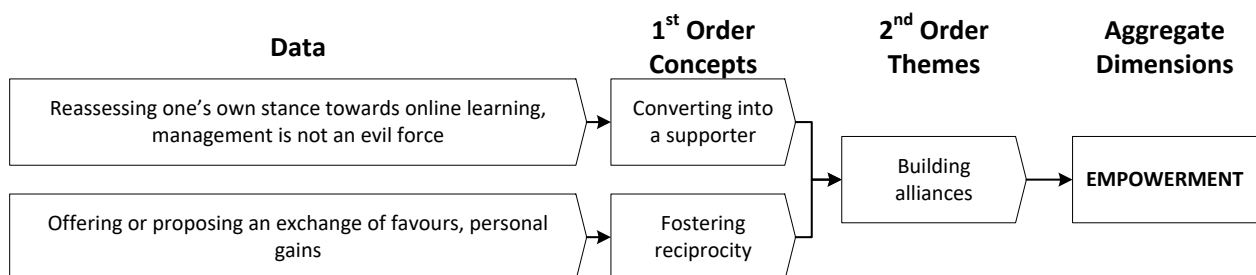 Data
1st Order
Concepts
2nd Order
Themes
Aggregate
Dimensions
Reassessing one’s own stance towards online learning,
management is not an evil force
Converting into
a supporter
Building
alliances
EMPOWERMENT
Offering or proposing an exchange of favours, personal
gains
Fostering
reciprocity